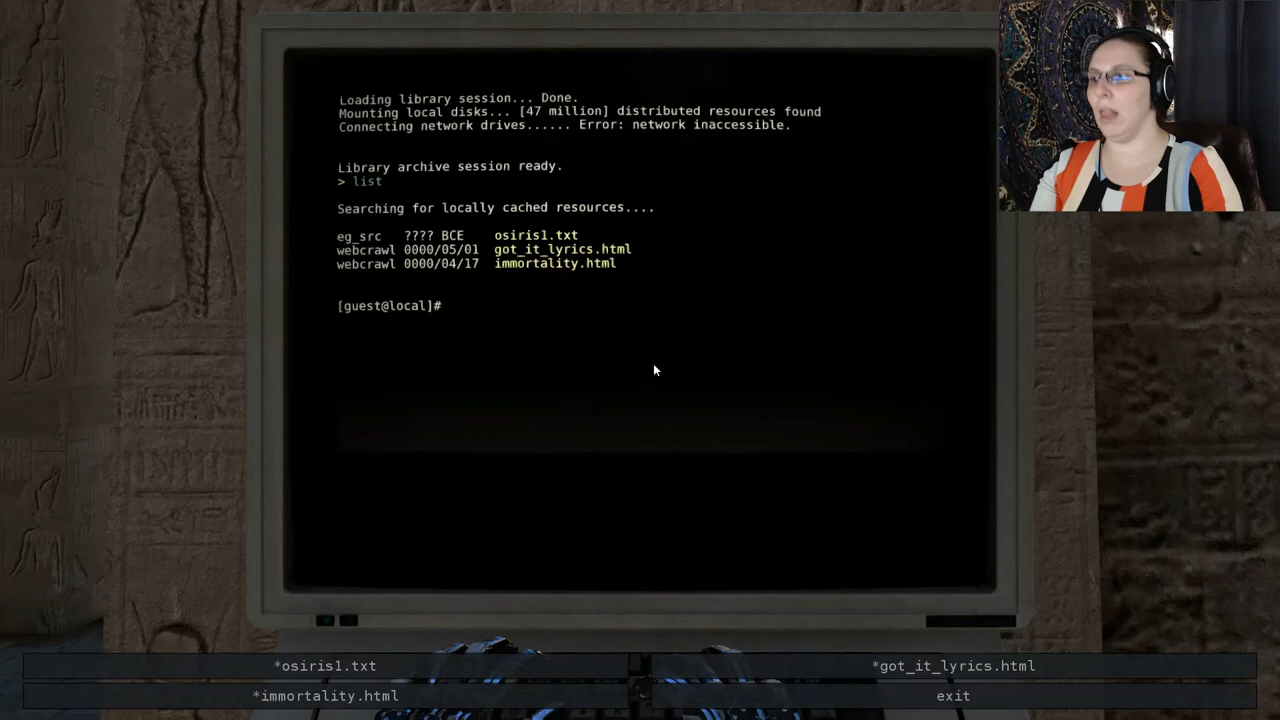 Loading library session... Done.
Mounting local disks... [47 million] distributed resources found
Connecting network drives...... Error: network inaccessible.
Library archive session ready.
> list
Searching for locally cached resources....
eg_src ???? BCE osiris1.txt
webcrawl 0000/05/01 got_it_lyrics.html
webcrawl 0000/04/17 immortality.html
[guest@local]#
*osiris1.txt
*got_it_lyrics.html
*immortality.html
exit